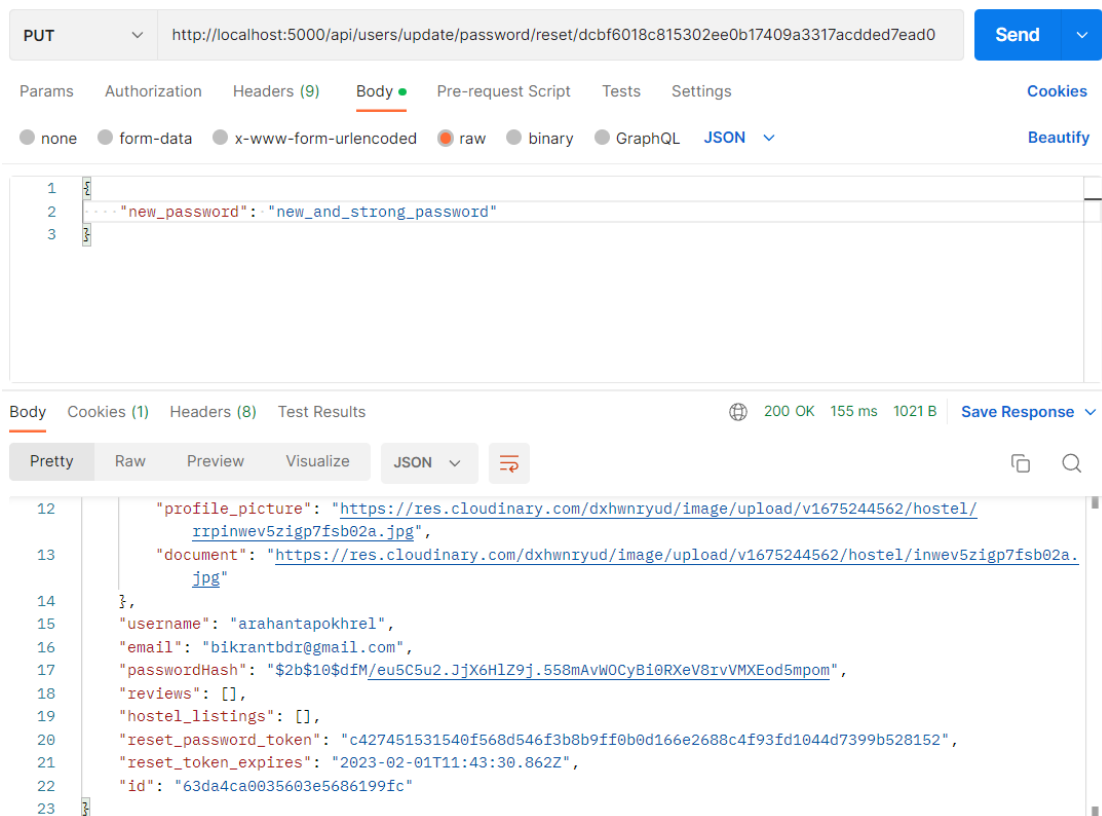 PUT http://localhost:5000/api/users/update/password/reset/dcbf6018c815302ee0b17409a3317acdded7ead0 Send
Params Authorization Headers (9) Body Pre-request Script Tests Settings Cookies
none form-data x-www-form-urlencoded raw binary GraphQL JSON Beautify
1 {
2 ····"new_password":·"new_and_strong_password"
3 }
Body Cookies (1) Headers (8) Test Results 200 OK 155 ms 1021 B Save Response
Pretty Raw Preview Visualize JSON
12 "profile_picture": "https://res.cloudinary.com/dxhwnryud/image/upload/v1675244562/hostel/
rrpinwev5zigp7fsb02a.jpg",
13 "document": "https://res.cloudinary.com/dxhwnryud/image/upload/v1675244562/hostel/inwev5zigp7fsb02a.
jpg"
14 },
15 "username": "arahantapokhrel",
16 "email": "bikrantbdr@gmail.com",
17 "passwordHash": "$2b$10$dfM/eu5C5u2.JjX6HlZ9j.558mAvWOCyBi0RXeV8rvVMXEod5mpom",
18 "reviews": [],
19 "hostel_listings": [],
20 "reset_password_token": "c427451531540f568d546f3b8b9ff0b0d166e2688c4f93fd1044d7399b528152",
21 "reset_token_expires": "2023-02-01T11:43:30.862Z",
22 "id": "63da4ca0035603e5686199fc"
23 }